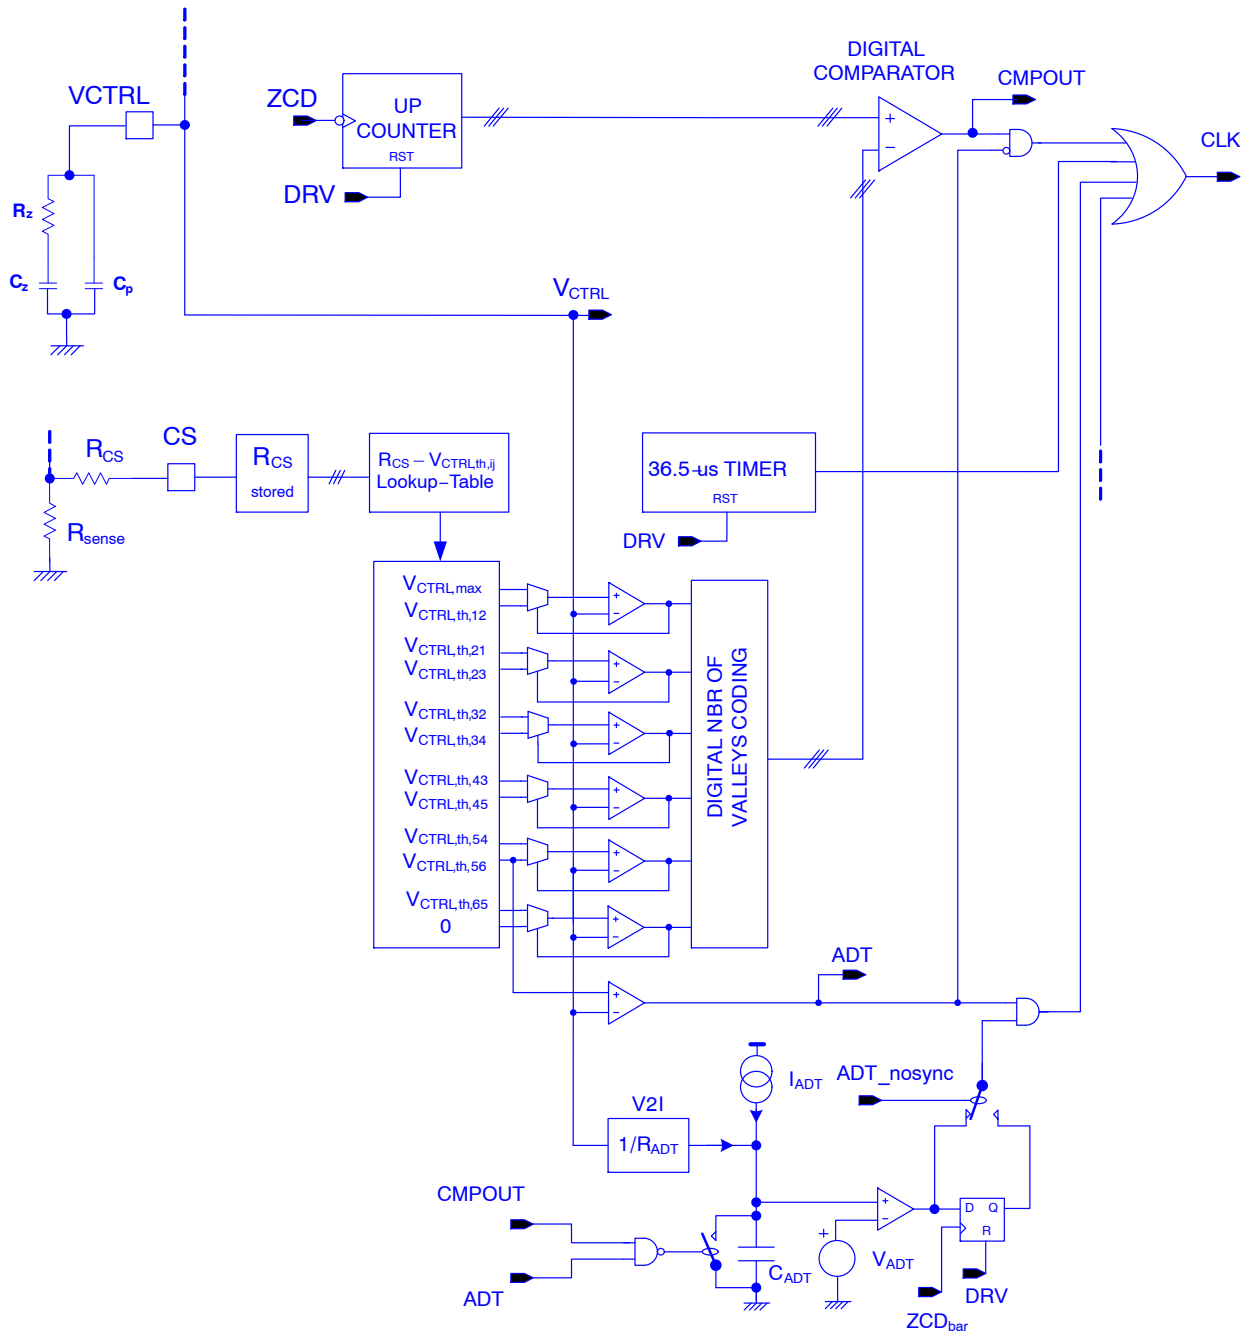 DIGITAL
COMPARATOR
CMPOUT
VCTRL
ZCD
UP
COUNTER
RST
+
−
CLK
DRV
Rz
Cz
Cp
VCTRL
RCS
CS
RCS
stored
RCS − VCTRL,th,ij
Lookup−Table
36.5−us TIMER
RST
Rsense
DRV
VCTRL,max
VCTRL,th,12
+
−
VCTRL,th,21
VCTRL,th,23
+
−
VCTRL,th,32
VCTRL,th,34
+
−
VCTRL,th,43
VCTRL,th,45
+
−
VCTRL,th,54
VCTRL,th,56
+
−
VCTRL,th,65
0
+
−
DIGITAL NBR OF
VALLEYS CODING
ADT
+
−
IADT
ADT_nosync
V2I
1/RADT
CMPOUT
ADT
CADT
+
VADT
+
−
D Q
R
DRV
ZCDbar